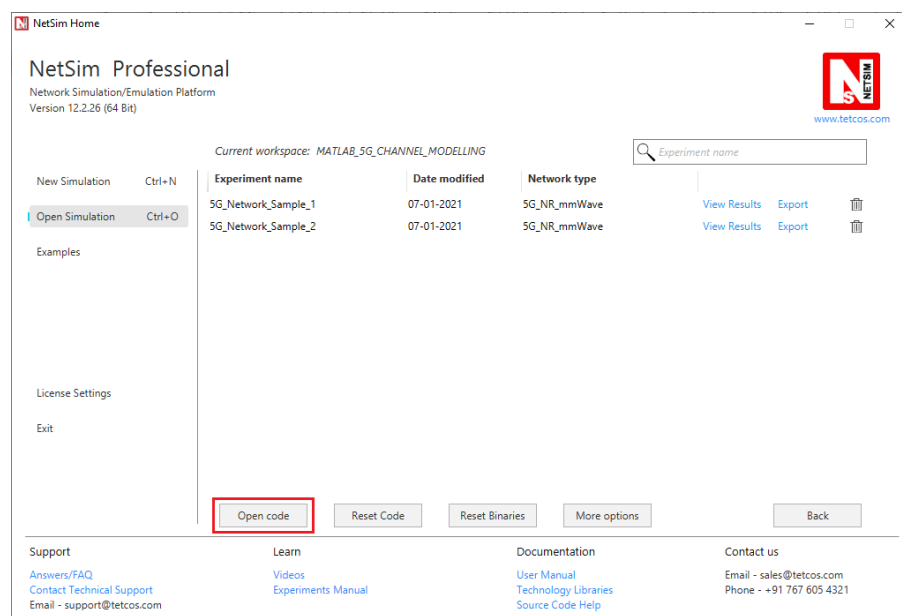 NetSim Home
NetSim Professional
Network Simulation/Emulation Platform
Version 12.2.26 (64 Bit)
N
S
NETSIM
www.tetcos.com
Current workspace: MATLAB_5G_CHANNEL_MODELLING
Experiment name
New Simulation Ctrl+N
Open Simulation Ctrl+O
Examples
License Settings
Exit
Experiment name Date modified Network type
5G_Network_Sample_1 07-01-2021 5G_NR_mmWave View Results Export
5G_Network_Sample_2 07-01-2021 5G_NR_mmWave View Results Export
Open code Reset Code Reset Binaries More options Back
Support
Answers/FAQ
Contact Technical Support
Email - support@tetcos.com
Learn
Videos
Experiments Manual
Documentation
User Manual
Technology Libraries
Source Code Help
Contact us
Email - sales@tetcos.com
Phone - +91 767 605 4321